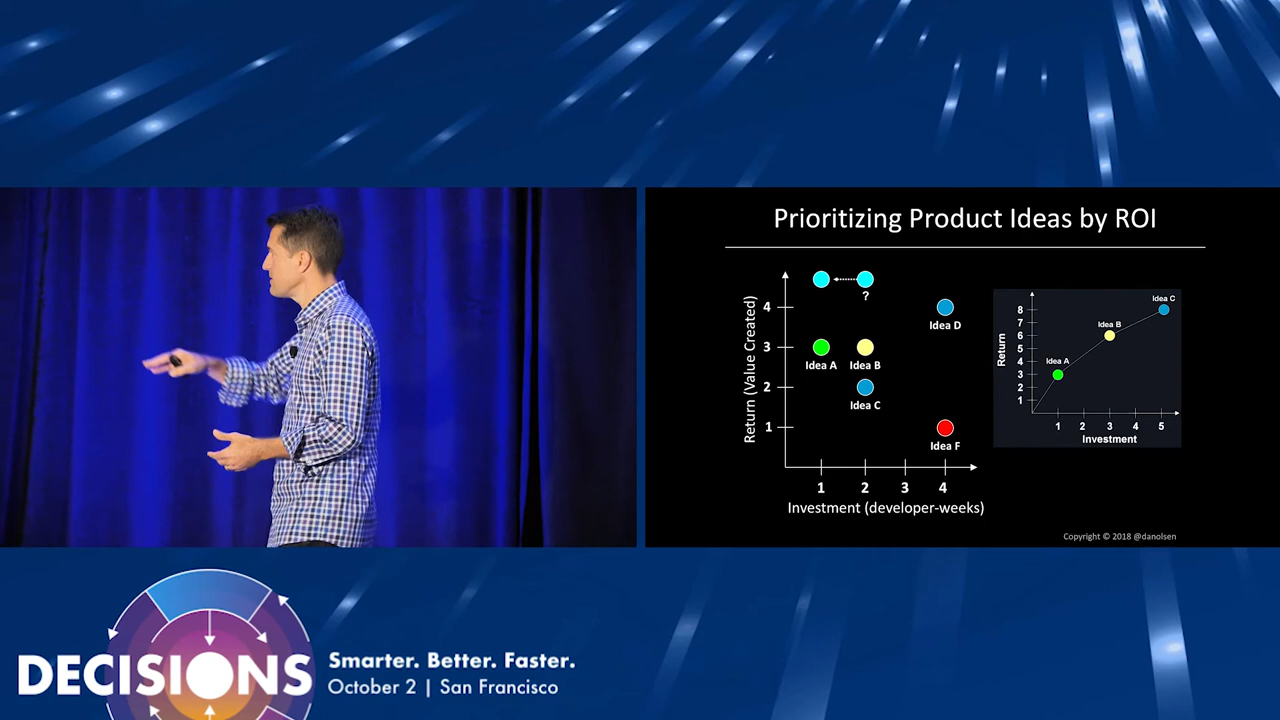 Prioritizing Product Ideas by ROI
Return (Value Created)
4
3
2
1
?
Idea D
Idea A
Idea B
Idea C
Idea F
1 2 3 4
Investment (developer-weeks)
Return
8
7
6
5
4
3
2
1
Idea C
Idea B
Idea A
1 2 3 4 5
Investment
Copyright © 2018 @danolsen
DECISIONS
Smarter. Better. Faster.
October 2 | San Francisco